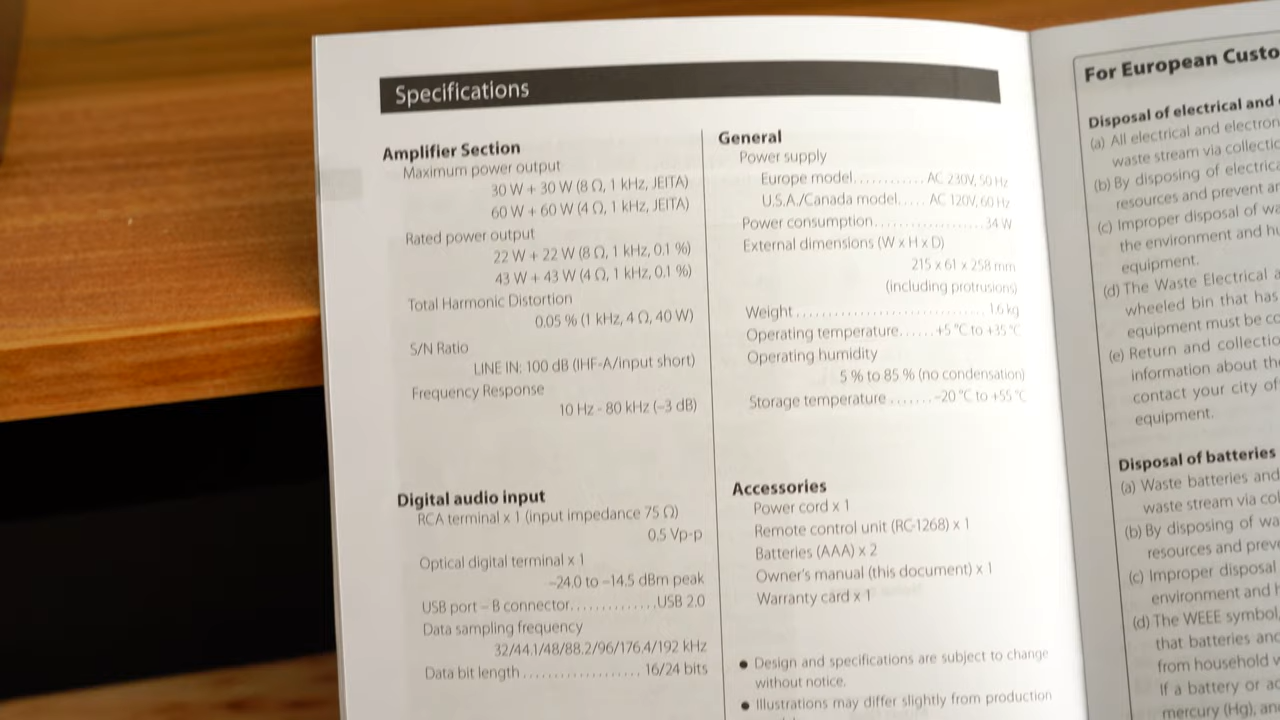 Specifications
Amplifier Section
Maximum power output
30 W + 30 W (8 Ω, 1 kHz, JEITA)
60 W + 60 W (4 Ω, 1 kHz, JEITA)
Rated power output
22 W + 22 W (8 Ω, 1 kHz, 0.1 %)
43 W + 43 W (4 Ω, 1 kHz, 0.1 %)
Total Harmonic Distortion
0.05 % (1 kHz, 4 Ω, 40 W)
S/N Ratio
LINE IN: 100 dB (IHF-A/input short)
Frequency Response
10 Hz - 80 kHz (–3 dB)
Digital audio input
RCA terminal x 1 (input impedance 75 Ω)
0.5 Vp-p
Optical digital terminal x 1
–24.0 to –14.5 dBm peak
USB port – B connector.............USB 2.0
Data sampling frequency
32/44.1/48/88.2/96/176.4/192 kHz
Data bit length................... 16/24 bits
General
Power supply
Europe model........... AC 230V, 50 Hz
U.S.A./Canada model..... AC 120V, 60 Hz
Power consumption.................. 34 W
External dimensions (W x H x D)
215 x 61 x 258 mm
(including protrusions)
Weight.............................. 1.6 kg
Operating temperature...... +5 °C to +35 °C
Operating humidity
5 % to 85 % (no condensation)
Storage temperature ....... –20 °C to +55 °C
Accessories
Power cord x 1
Remote control unit (RC-1268) x 1
Batteries (AAA) x 2
Owner's manual (this document) x 1
Warranty card x 1
● Design and specifications are subject to change
without notice.
● Illustrations may differ slightly from production
For European Custo
Disposal of electrical and
(a) All electrical and electron
waste stream via collectio
(b) By disposing of electrica
resources and prevent an
(c) Improper disposal of wa
the environment and hu
equipment.
(d) The Waste Electrical a
wheeled bin that has
equipment must be co
(e) Return and collectio
information about the
contact your city of
equipment.
Disposal of batteries
(a) Waste batteries and
waste stream via co
(b) By disposing of wa
resources and preve
(c) Improper disposal
environment and h
(d) The WEEE symbol,
that batteries and
from household w
If a battery or ac
mercury (Hg), and